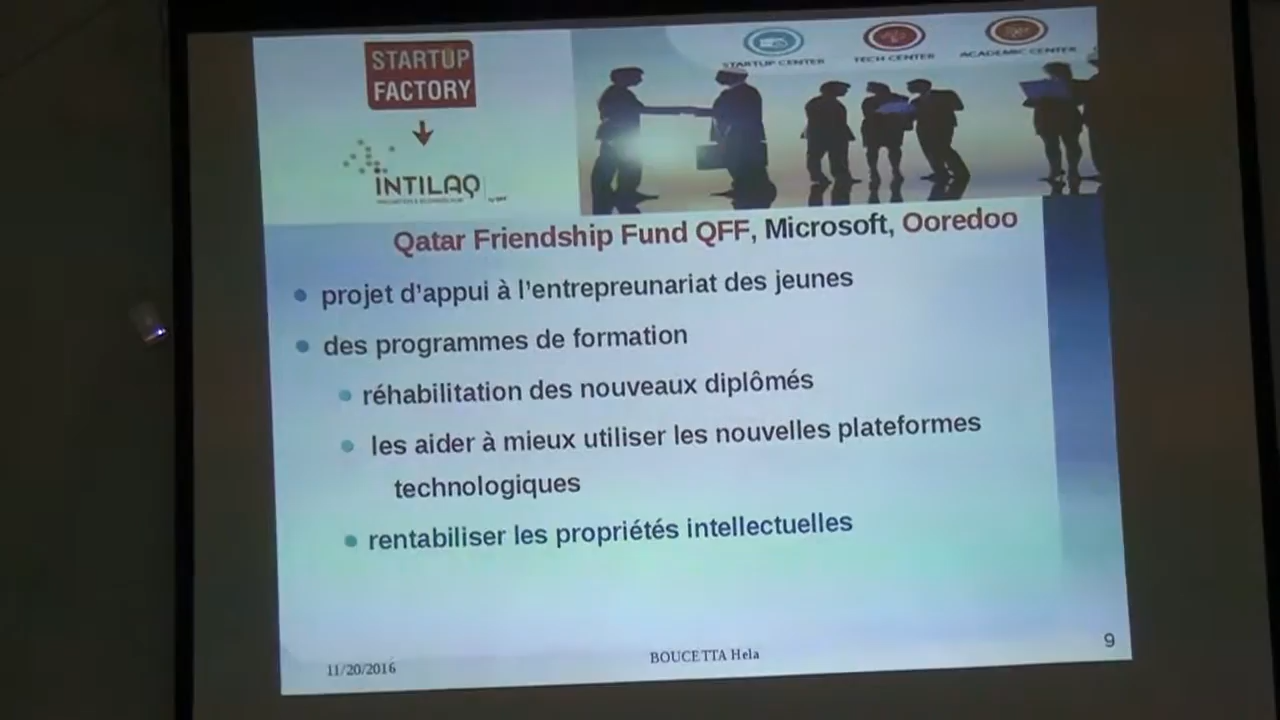 STARTUP
FACTORY
INTILAQ
STARTUP CENTER
TECH CENTER
ACADEMIC CENTER
Qatar Friendship Fund QFF, Microsoft, Ooredoo
projet d'appui à l'entrepreunariat des jeunes
des programmes de formation
réhabilitation des nouveaux diplômés
les aider à mieux utiliser les nouvelles plateformes
technologiques
rentabiliser les propriétés intellectuelles
11/20/2016
BOUCETTA Hela
9